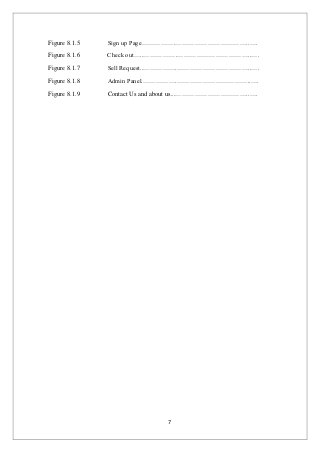 Figure 8.1.5 Sign up Page..............................................................
Figure 8.1.6 Checkout...................................................................
Figure 8.1.7 Sell Request................................................................
Figure 8.1.8 Admin Panel...............................................................
Figure 8.1.9 Contact Us and about us...............................................
7